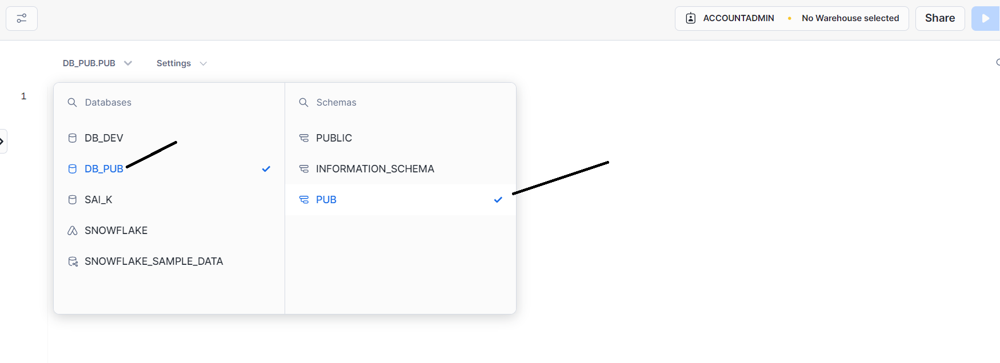 ACCOUNTADMIN • No Warehouse selected Share
DB_PUB.PUB Settings
1
Databases
DB_DEV
DB_PUB
SAI_K
SNOWFLAKE
SNOWFLAKE_SAMPLE_DATA
Schemas
PUBLIC
INFORMATION_SCHEMA
PUB